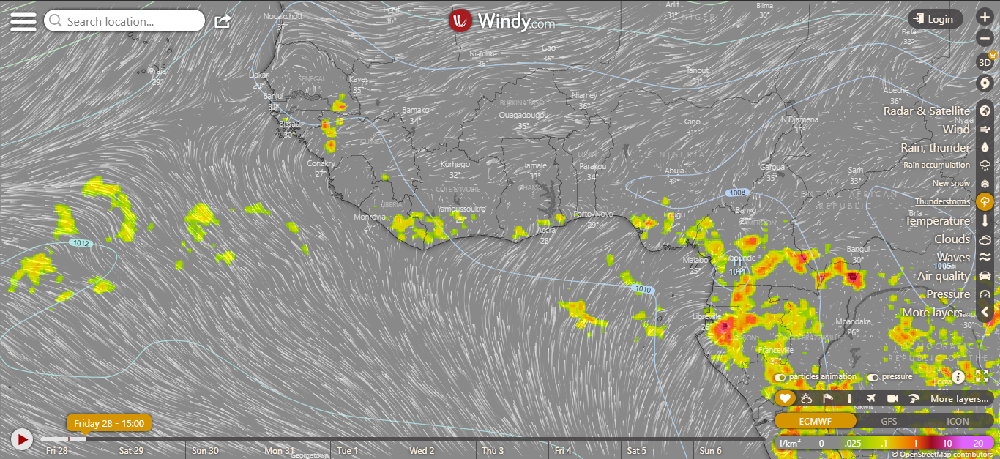 Search location...
Windy.com
Login
3D
Nouakchott
37°
Tichit
36°
Arlit
31°
NIGER
Bilma
30°
Fada
32°
Niafunke
36°
Gao
36°
Praia
29°
Dakar
29°
SENEGAL
Kayes
35°
Tanout
31°
CHAD
Abéché
36°
Banjul
31°
Niamey
36°
BURKINA FASO
Ouagadougou
35°
Bamako
34°
Bissau
30°
Kano
31°
N'Djamena
35°
Nyala
GUINEA
Radar & Satellite
Wind
Rain, thunder
Rain accumulation
New snow
Thunderstorms
Temperature
Clouds
Waves
Air quality
Pressure
More layers...
Conakry
27°
Korhogo
32°
Tamale
33°
BENIN
Parakou
34°
NIGERIA
Abuja
32°
Garoua
35°
Sarh
33°
CÔTE D'IVOIRE
GHANA
1008
CENTRAL AFRICAN
REPUBLIC
LIBERIA
Monrovia
27°
Yamoussoukro
29°
Porto-Novo
29°
Enugu
32°
Banyo
27°
Bria
Accra
28°
1012
Malabo
25°
Yaounde
H
1011
Bangui
30°
1005
1010
Libreville
Mbandaka
26°
30°
GABON
Franceville
27°
particles animation
pressure
Kikwit
More layers...
ECMWF
GFS
ICON
Friday 28 - 15:00
Fri 28
Sat 29
Sun 30
Mon 31
Tue 1
Wed 2
Thu 3
Fri 4
Sat 5
Sun 6
Georgetown
l/km² 0 .025 .1 1 10 20
© OpenStreetMap contributors